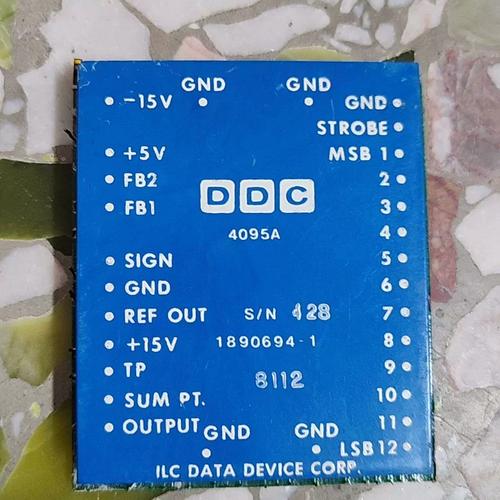 GND GND
-15V GND
STROBE
+5V MSB 1
FB2 2
FB1 DDC 3
4095A 4
SIGN 5
GND 6
REF OUT S/N 428 7
+15V 1890694-1 8
TP 9
8112
SUM PT. 10
OUTPUT GND GND 11
LSB 12
ILC DATA DEVICE CORP.